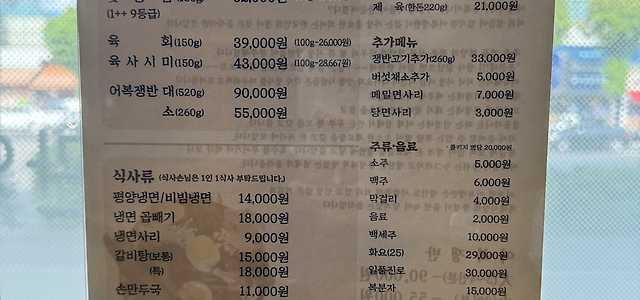 (1++ 9등급)
육 회(150g) 39,000원 (100g-26,000원)
육 사 시 미(150g) 43,000원 (100g-28,667원)
어복쟁반 대(520g) 90,000원
소(260g) 55,000원
식사류 (식사손님은 1인 1식사 부탁드립니다.)
평양냉면/비빔냉면 14,000원
냉면 곱빼기 18,000원
냉면사리 9,000원
갈비탕(보통) 15,000원
(특) 18,000원
손만두국 11,000원
제 육(한돈220g) 21,000원
추가메뉴
쟁반고기추가(260g) 33,000원
버섯채소추가 5,000원
메밀면사리 7,000원
당면사리 3,000원
주류·음료 * 콜키지 병당 20,000원
소주 5,000원
맥주 6,000원
막걸리 4,000원
음료 2,000원
백세주 10,000원
화요(25) 29,000원
일품진로 30,000원
복분자 15,000원